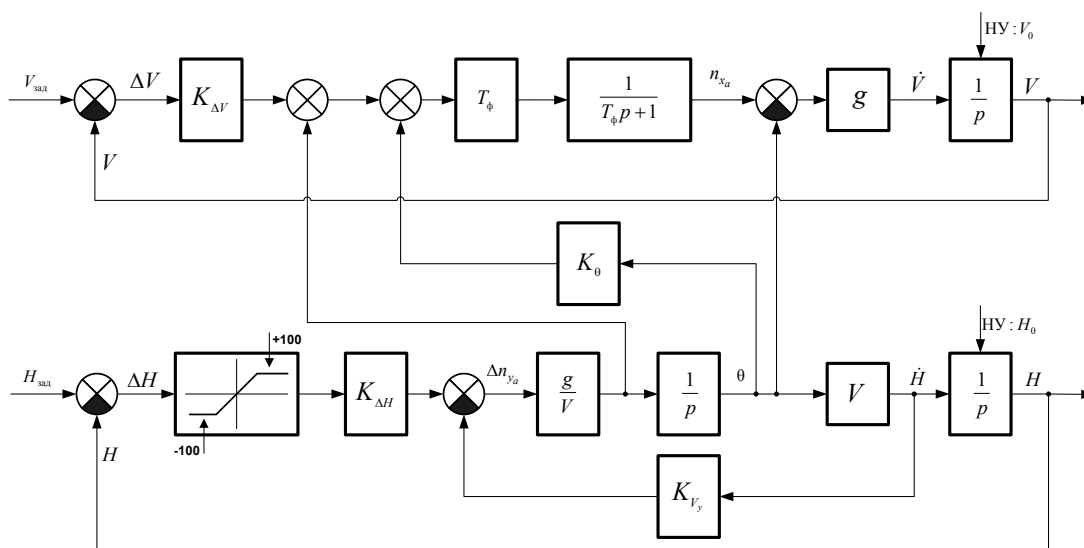 НУ : V₀
V_зад
ΔV
K_ΔV
T_ф
1
T_ф p + 1
n_xₐ
g
V̇
1
p
V
V
K_θ
+100
НУ : H₀
H_зад
ΔH
K_ΔH
Δn_yₐ
g
V
1
p
θ
V
Ḣ
1
p
H
-100
H
K_V_y